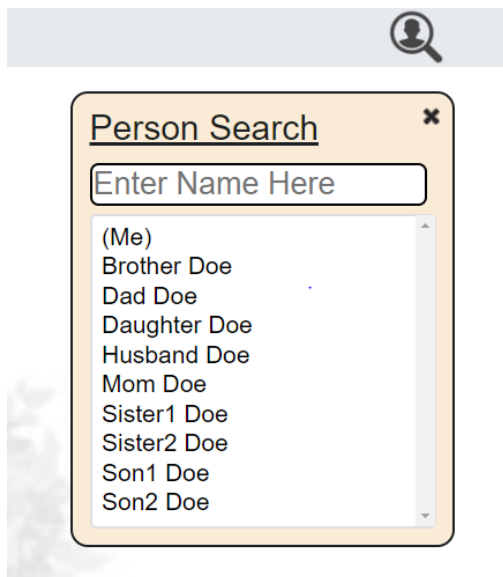 Person Search
Enter Name Here
(Me)
Brother Doe
Dad Doe
Daughter Doe
Husband Doe
Mom Doe
Sister1 Doe
Sister2 Doe
Son1 Doe
Son2 Doe